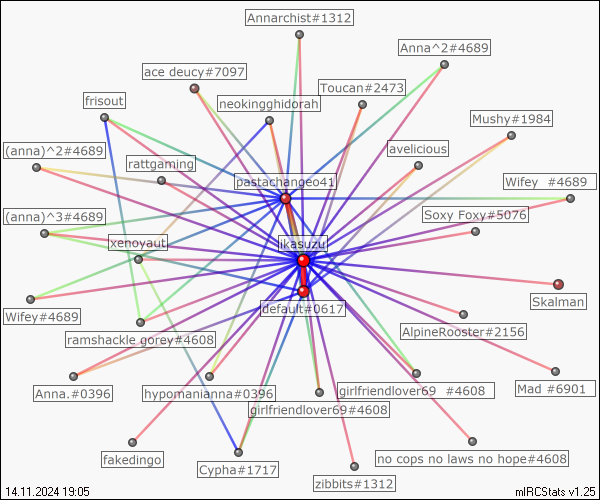 Annarchist#1312
Anna^2#4689
ace deucy#7097
Toucan#2473
frisout
neokingghidorah
Mushy#1984
(anna)^2#4689
avelicious
rattgaming
pastachangeo41
Wifey  #4689
(anna)^3#4689
Soxy Foxy#5076
xenoyaut
ikasuzu
Skalman
default#0617
Wifey#4689
ramshackle gorey#4608
AlpineRooster#2156
Anna.#0396
hypomanianna#0396
girlfriendlover69  #4608
Mad #6901
girlfriendlover69#4608
fakedingo
Cypha#1717
no cops no laws no hope#4608
zibbits#1312
14.11.2024 19:05
mIRCStats v1.25